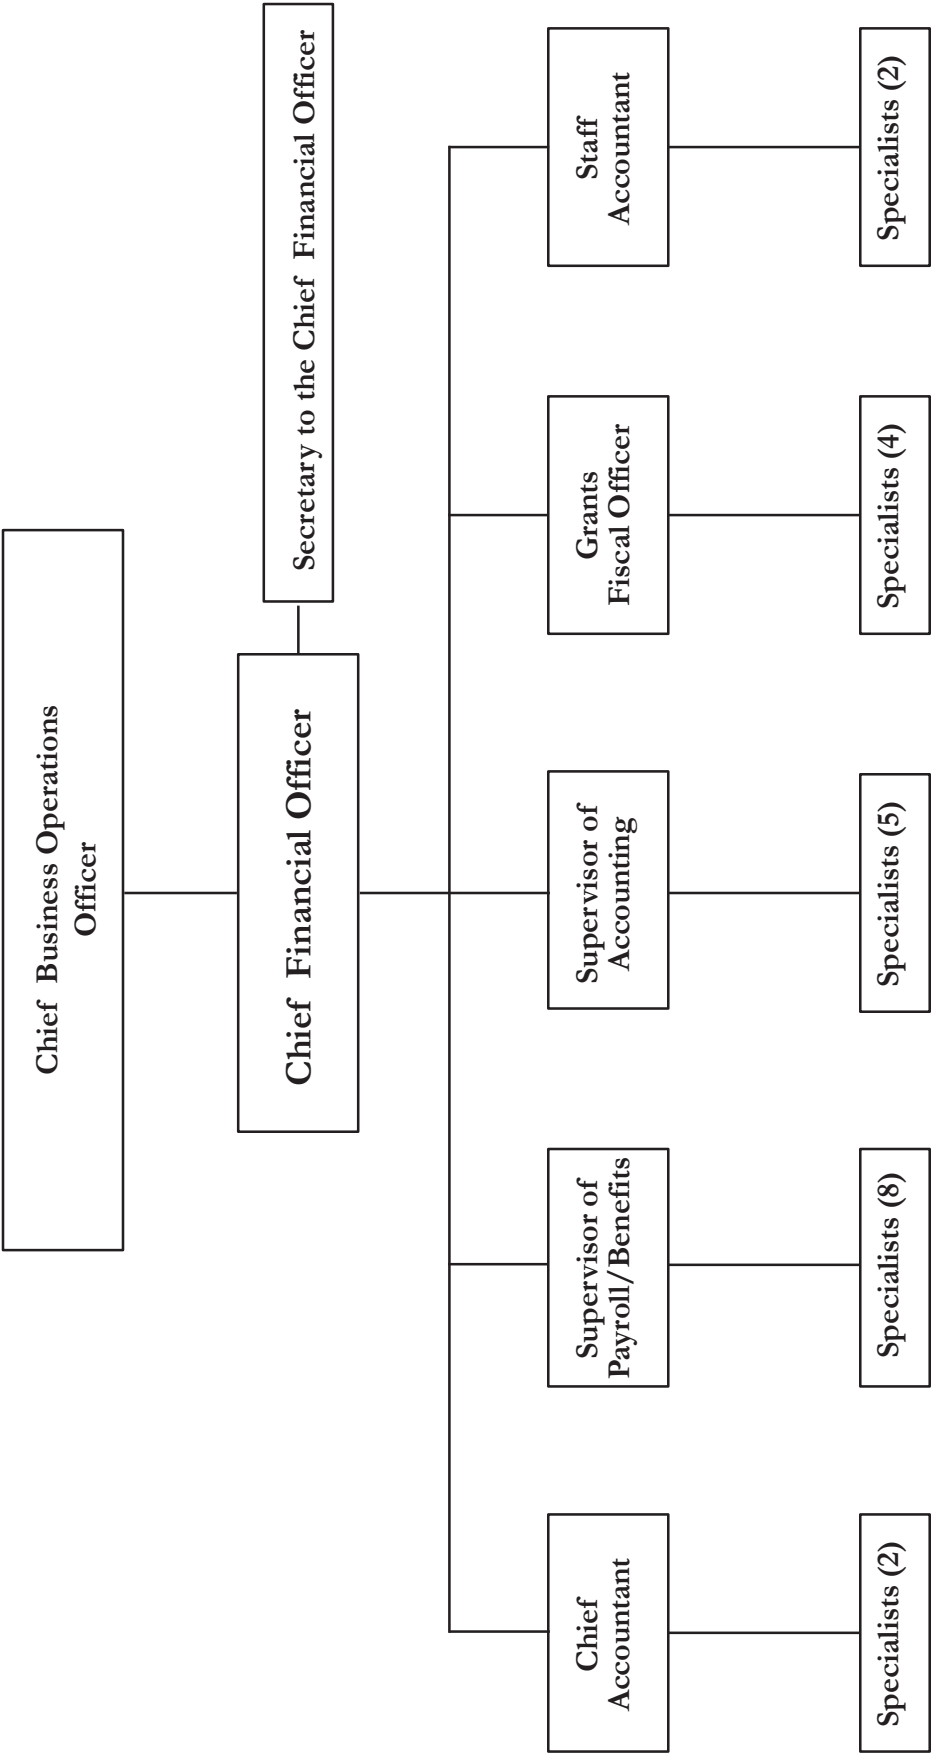 Chief Business Operations
Officer
Chief Financial Officer
Secretary to the Chief Financial Officer
Chief
Accountant
Supervisor of
Payroll/Benefits
Supervisor of
Accounting
Grants
Fiscal Officer
Staff
Accountant
Specialists (2)
Specialists (8)
Specialists (5)
Specialists (4)
Specialists (2)